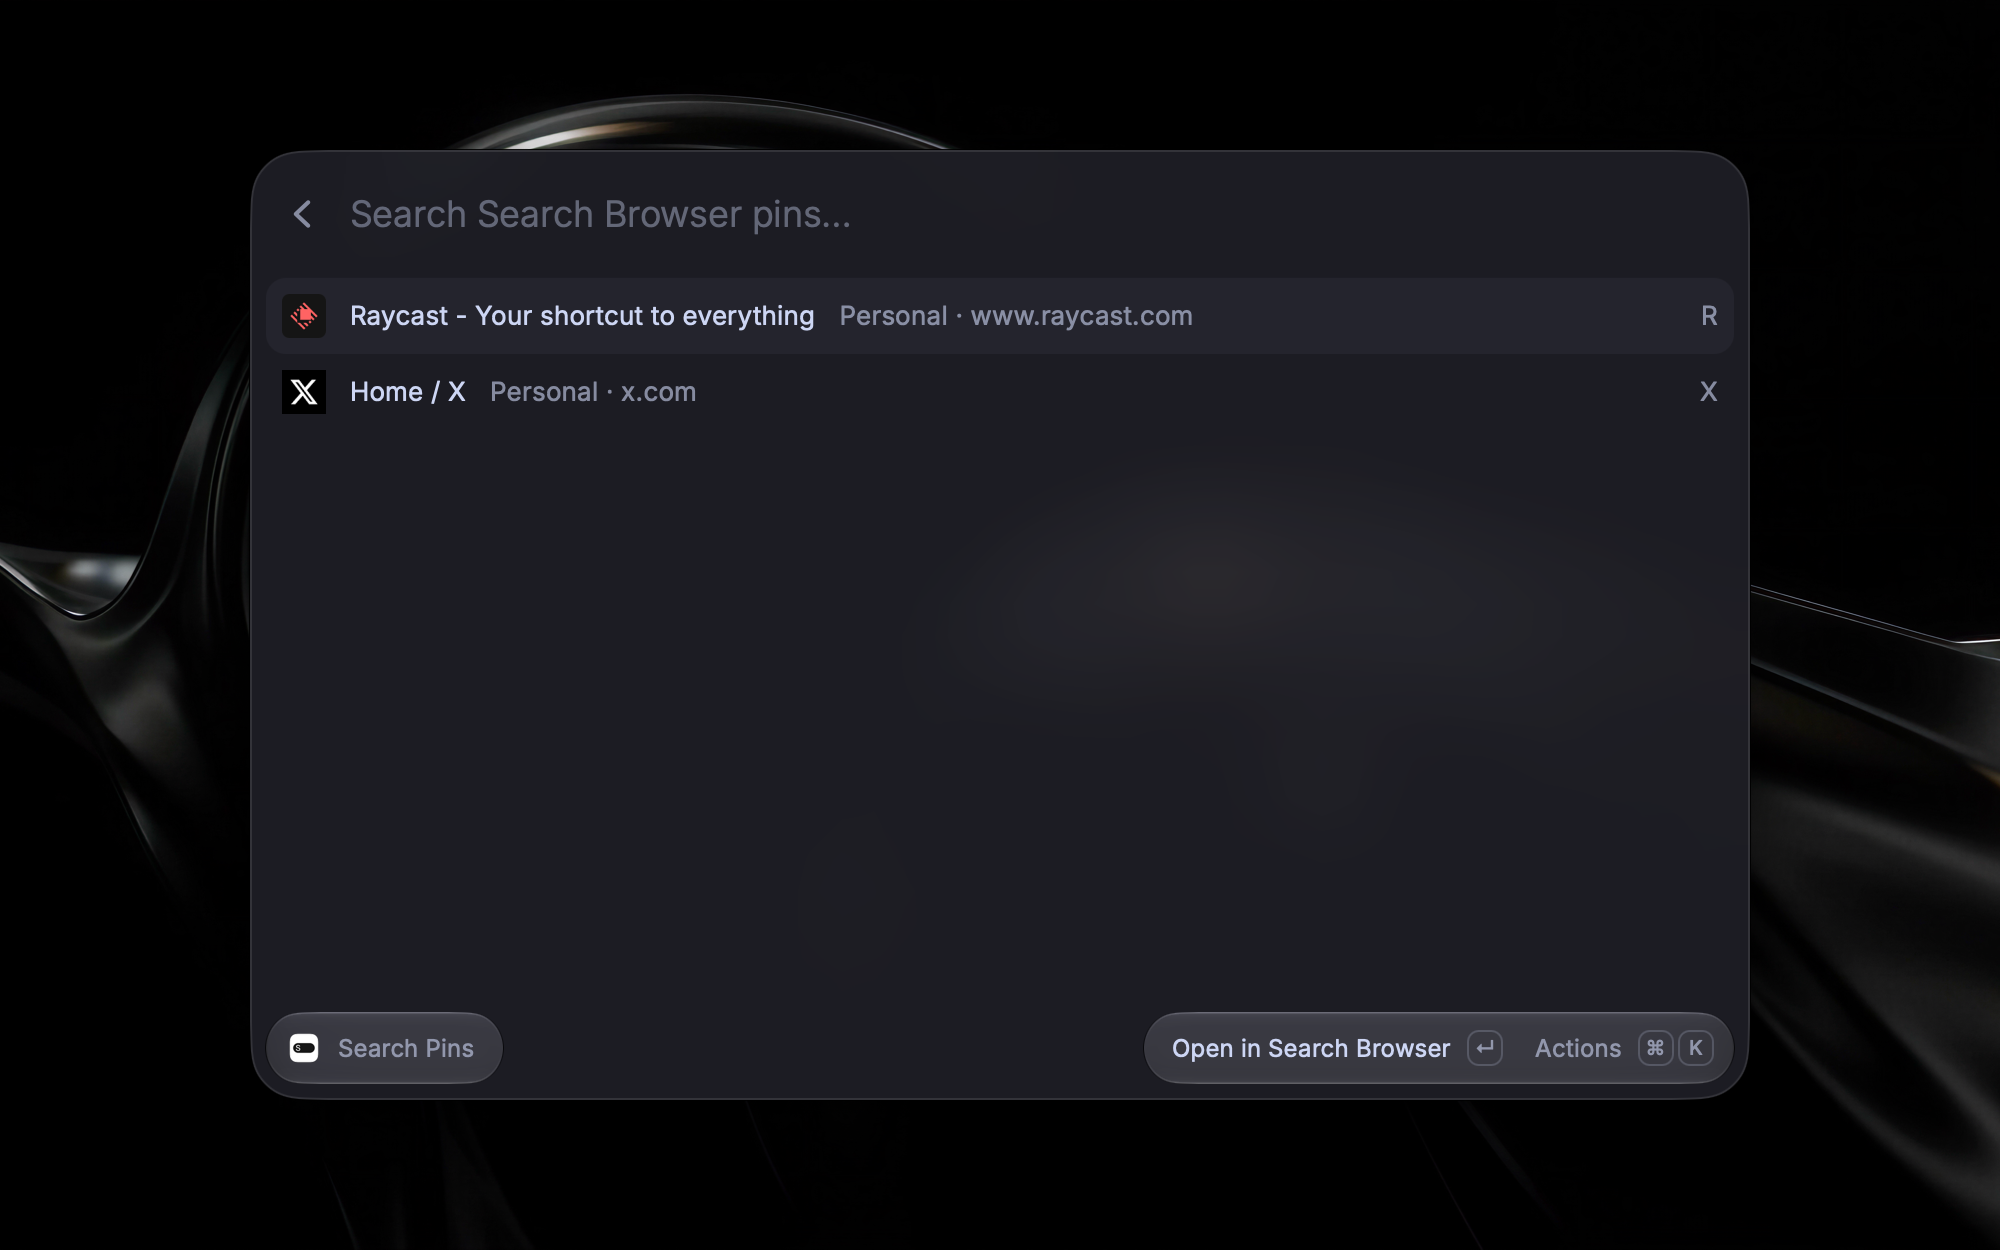 Search Search Browser pins...
Raycast - Your shortcut to everything Personal · www.raycast.com R
Home / X Personal · x.com X
Search Pins Open in Search Browser ↵ Actions ⌘ K